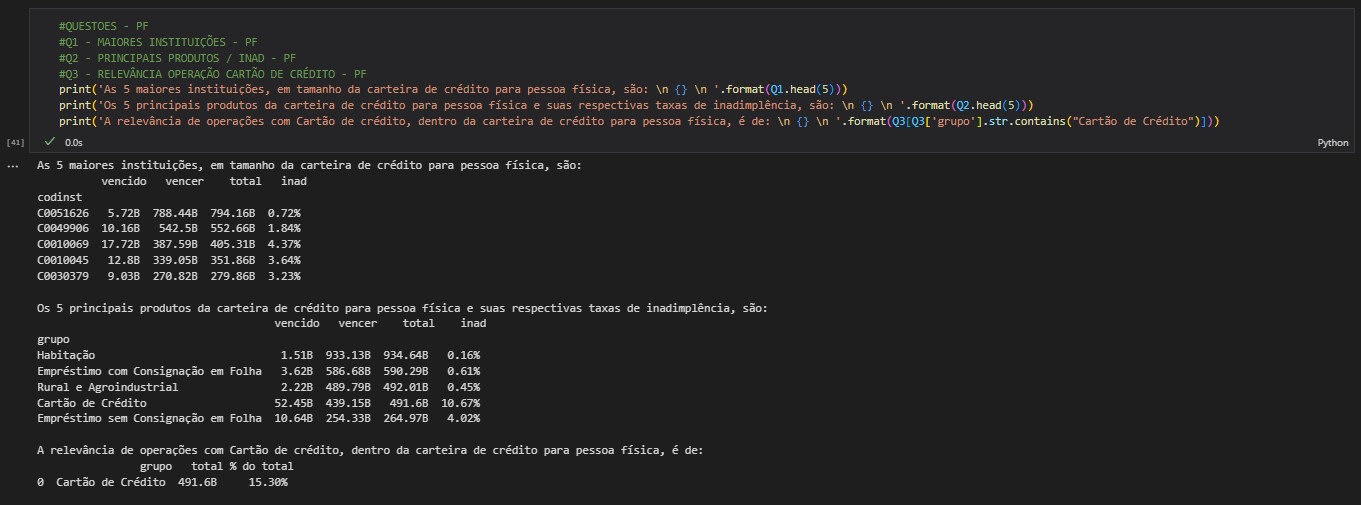 #QUESTOES - PF
#Q1 - MAIORES INSTITUIÇÕES - PF
#Q2 - PRINCIPAIS PRODUTOS / INAD - PF
#Q3 - RELEVÂNCIA OPERAÇÃO CARTÃO DE CRÉDITO - PF
print('As 5 maiores instituições, em tamanho da carteira de crédito para pessoa física, são: \n {} \n '.format(Q1.head(5)))
print('Os 5 principais produtos da carteira de crédito para pessoa física e suas respectivas taxas de inadimplência, são: \n {} \n '.format(Q2.head(5)))
print('A relevância de operações com Cartão de crédito, dentro da carteira de crédito para pessoa física, é de: \n {} \n '.format(Q3[Q3['grupo'].str.contains("Cartão de Crédito")]))
[41] ✓ 0.0s Python
... As 5 maiores instituições, em tamanho da carteira de crédito para pessoa física, são:
vencido vencer total inad
codinst
C0051626 5.72B 788.44B 794.16B 0.72%
C0049906 10.16B 542.5B 552.66B 1.84%
C0010069 17.72B 387.59B 405.31B 4.37%
C0010045 12.8B 339.05B 351.86B 3.64%
C0030379 9.03B 270.82B 279.86B 3.23%
Os 5 principais produtos da carteira de crédito para pessoa física e suas respectivas taxas de inadimplência, são:
vencido vencer total inad
grupo
Habitação 1.51B 933.13B 934.64B 0.16%
Empréstimo com Consignação em Folha 3.62B 586.68B 590.29B 0.61%
Rural e Agroindustrial 2.22B 489.79B 492.01B 0.45%
Cartão de Crédito 52.45B 439.15B 491.6B 10.67%
Empréstimo sem Consignação em Folha 10.64B 254.33B 264.97B 4.02%
A relevância de operações com Cartão de crédito, dentro da carteira de crédito para pessoa física, é de:
grupo total % do total
0 Cartão de Crédito 491.6B 15.30%